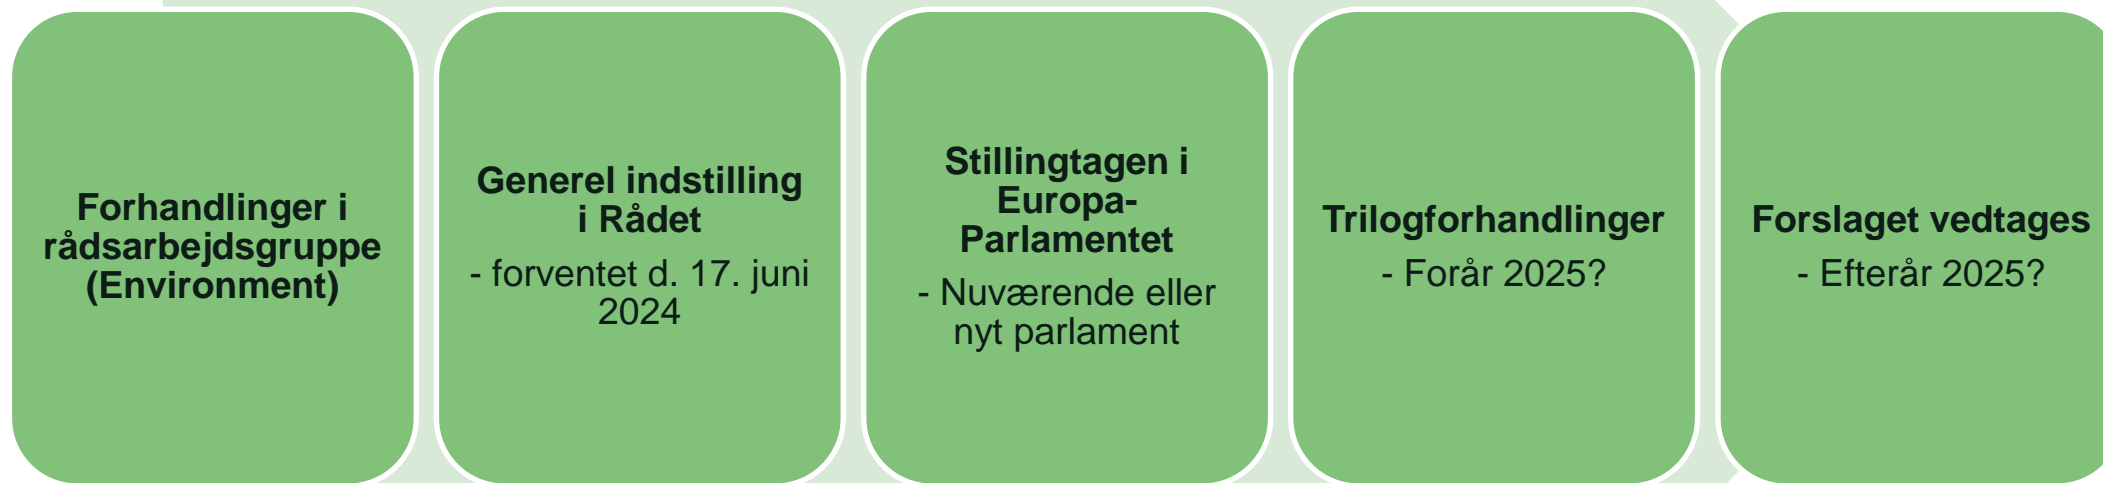 Forhandlinger i
rådsarbejdsgruppe
(Environment)
Generel indstilling
i Rådet
- forventet d. 17. juni
2024
Stillingtagen i
Europa-
Parlamentet
- Nuværende eller
nyt parlament
Trilogforhandlinger
- Forår 2025?
Forslaget vedtages
- Efterår 2025?